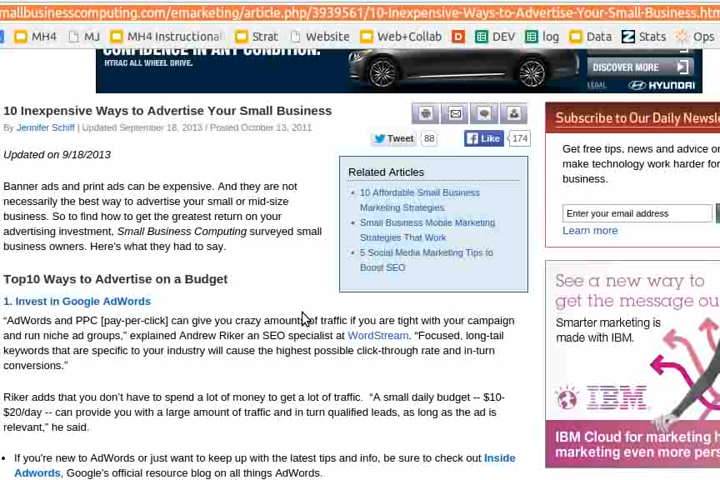 mallbusinesscomputing.com/emarketing/article.php/3939561/10-Inexpensive-Ways-to-Advertise-Your-Small-Business.htm
MH4 MJ MH4 Instructional Strat Website Web+Collab DEV log Data Stats Ops
CONFIDENCE IN ANY CONDITION.
HTRAC ALL WHEEL DRIVE.
DISCOVER MORE
LEGAL HYUNDAI
10 Inexpensive Ways to Advertise Your Small Business
By Jennifer Schiff | Updated September 18, 2013 / Posted October 13, 2011
Tweet 88 Like 174
Updated on 9/18/2013
Banner ads and print ads can be expensive. And they are not
necessarily the best way to advertise your small or mid-size
business. So to find how to get the greatest return on your
advertising investment, Small Business Computing surveyed small
business owners. Here's what they had to say.
Related Articles
10 Affordable Small Business
Marketing Strategies
Small Business Mobile Marketing
Strategies That Work
5 Social Media Marketing Tips to
Boost SEO
Top10 Ways to Advertise on a Budget
1. Invest in Google AdWords
“AdWords and PPC [pay-per-click] can give you crazy amounts of traffic if you are tight with your campaign
and run niche ad groups,” explained Andrew Riker an SEO specialist at WordStream. “Focused, long-tail
keywords that are specific to your industry will cause the highest possible click-through rate and in-turn
conversions.”
Riker adds that you don’t have to spend a lot of money to get a lot of traffic. “A small daily budget -- $10-
$20/day -- can provide you with a large amount of traffic and in turn qualified leads, as long as the ad is
relevant,” he said.
• If you're new to AdWords or just want to keep up with the latest tips and info, be sure to check out Inside
Adwords, Google's official resource blog on all things AdWords.
Subscribe to Our Daily Newsle
Get free tips, news and advice o
make technology work harder fo
business.
Enter your email address
Learn more
See a new way to
get the message ou
Smarter marketing is
made with IBM.
IBM
IBM Cloud for marketing h
marketing even more pers